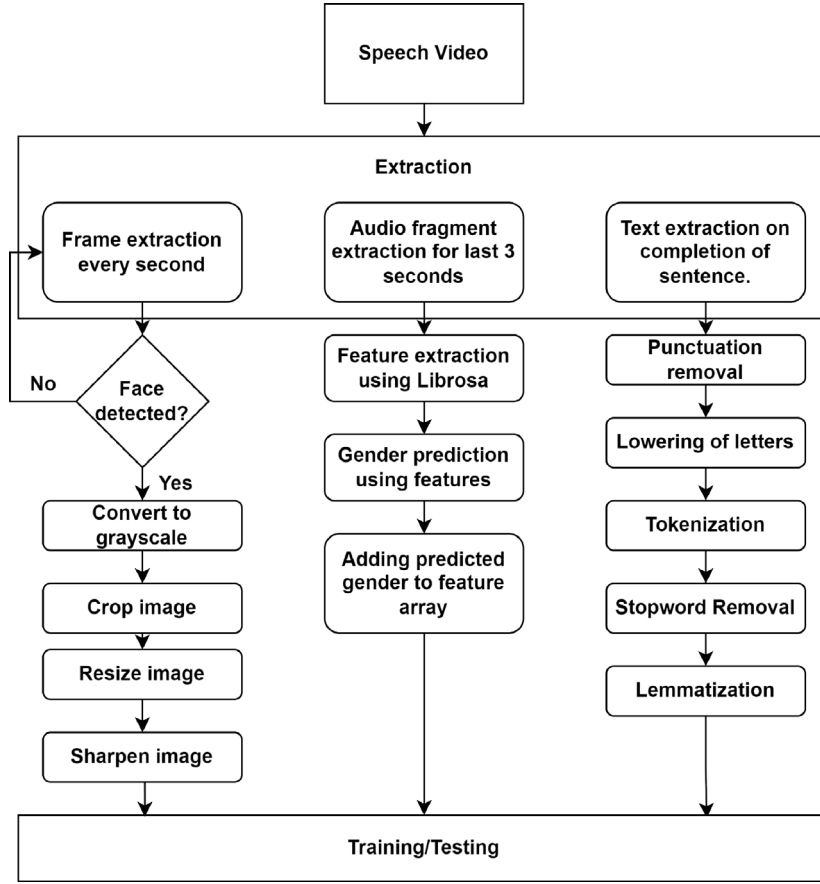 Speech Video
Extraction
Frame extraction
every second
Audio fragment
extraction for last 3
seconds
Text extraction on
completion of
sentence.
No
Face
detected?
Yes
Convert to
grayscale
Crop image
Resize image
Sharpen image
Feature extraction
using Librosa
Gender prediction
using features
Adding predicted
gender to feature
array
Punctuation
removal
Lowering of letters
Tokenization
Stopword Removal
Lemmatization
Training/Testing